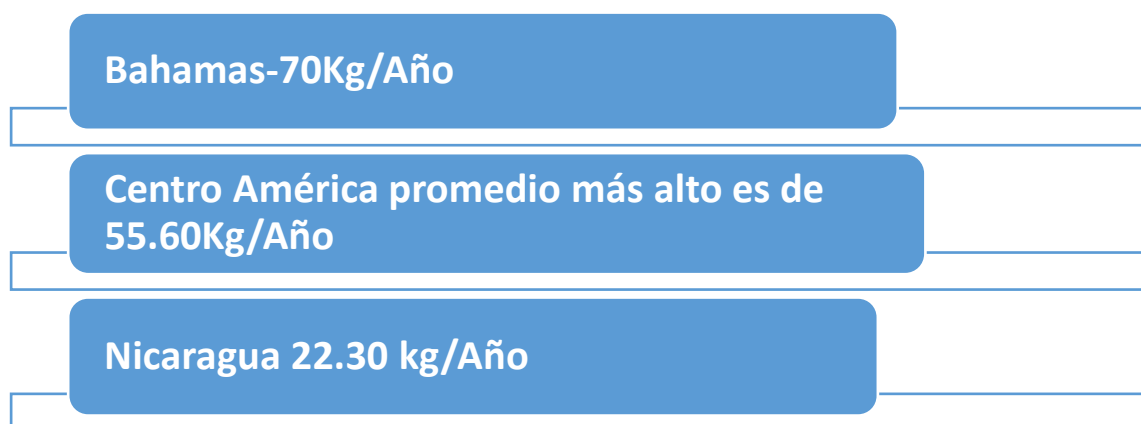 Bahamas-70Kg/Año
Centro América promedio más alto es de
55.60Kg/Año
Nicaragua 22.30 kg/Año